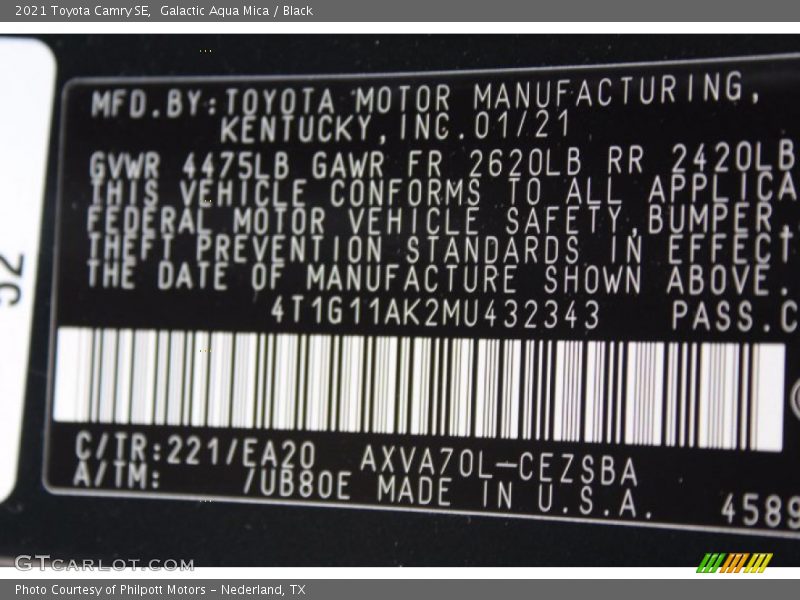 2021 Toyota Camry SE, Galactic Aqua Mica / Black
MFD.BY:TOYOTA MOTOR MANUFACTURING,
KENTUCKY,INC.01/21
GVWR 4475LB GAWR FR 2620LB RR 2420LB
THIS VEHICLE CONFORMS TO ALL APPLICA
FEDERAL MOTOR VEHICLE SAFETY,BUMPER,
THEFT PREVENTION STANDARDS IN EFFECT
THE DATE OF MANUFACTURE SHOWN ABOVE.
4T1G11AK2MU432343 PASS.C
52
C/TR:221/EA20 AXVA70L-CEZSBA
A/TM: /UB80E MADE IN U.S.A.
4589
GTCARLOT.COM
Photo Courtesy of Philpott Motors - Nederland, TX